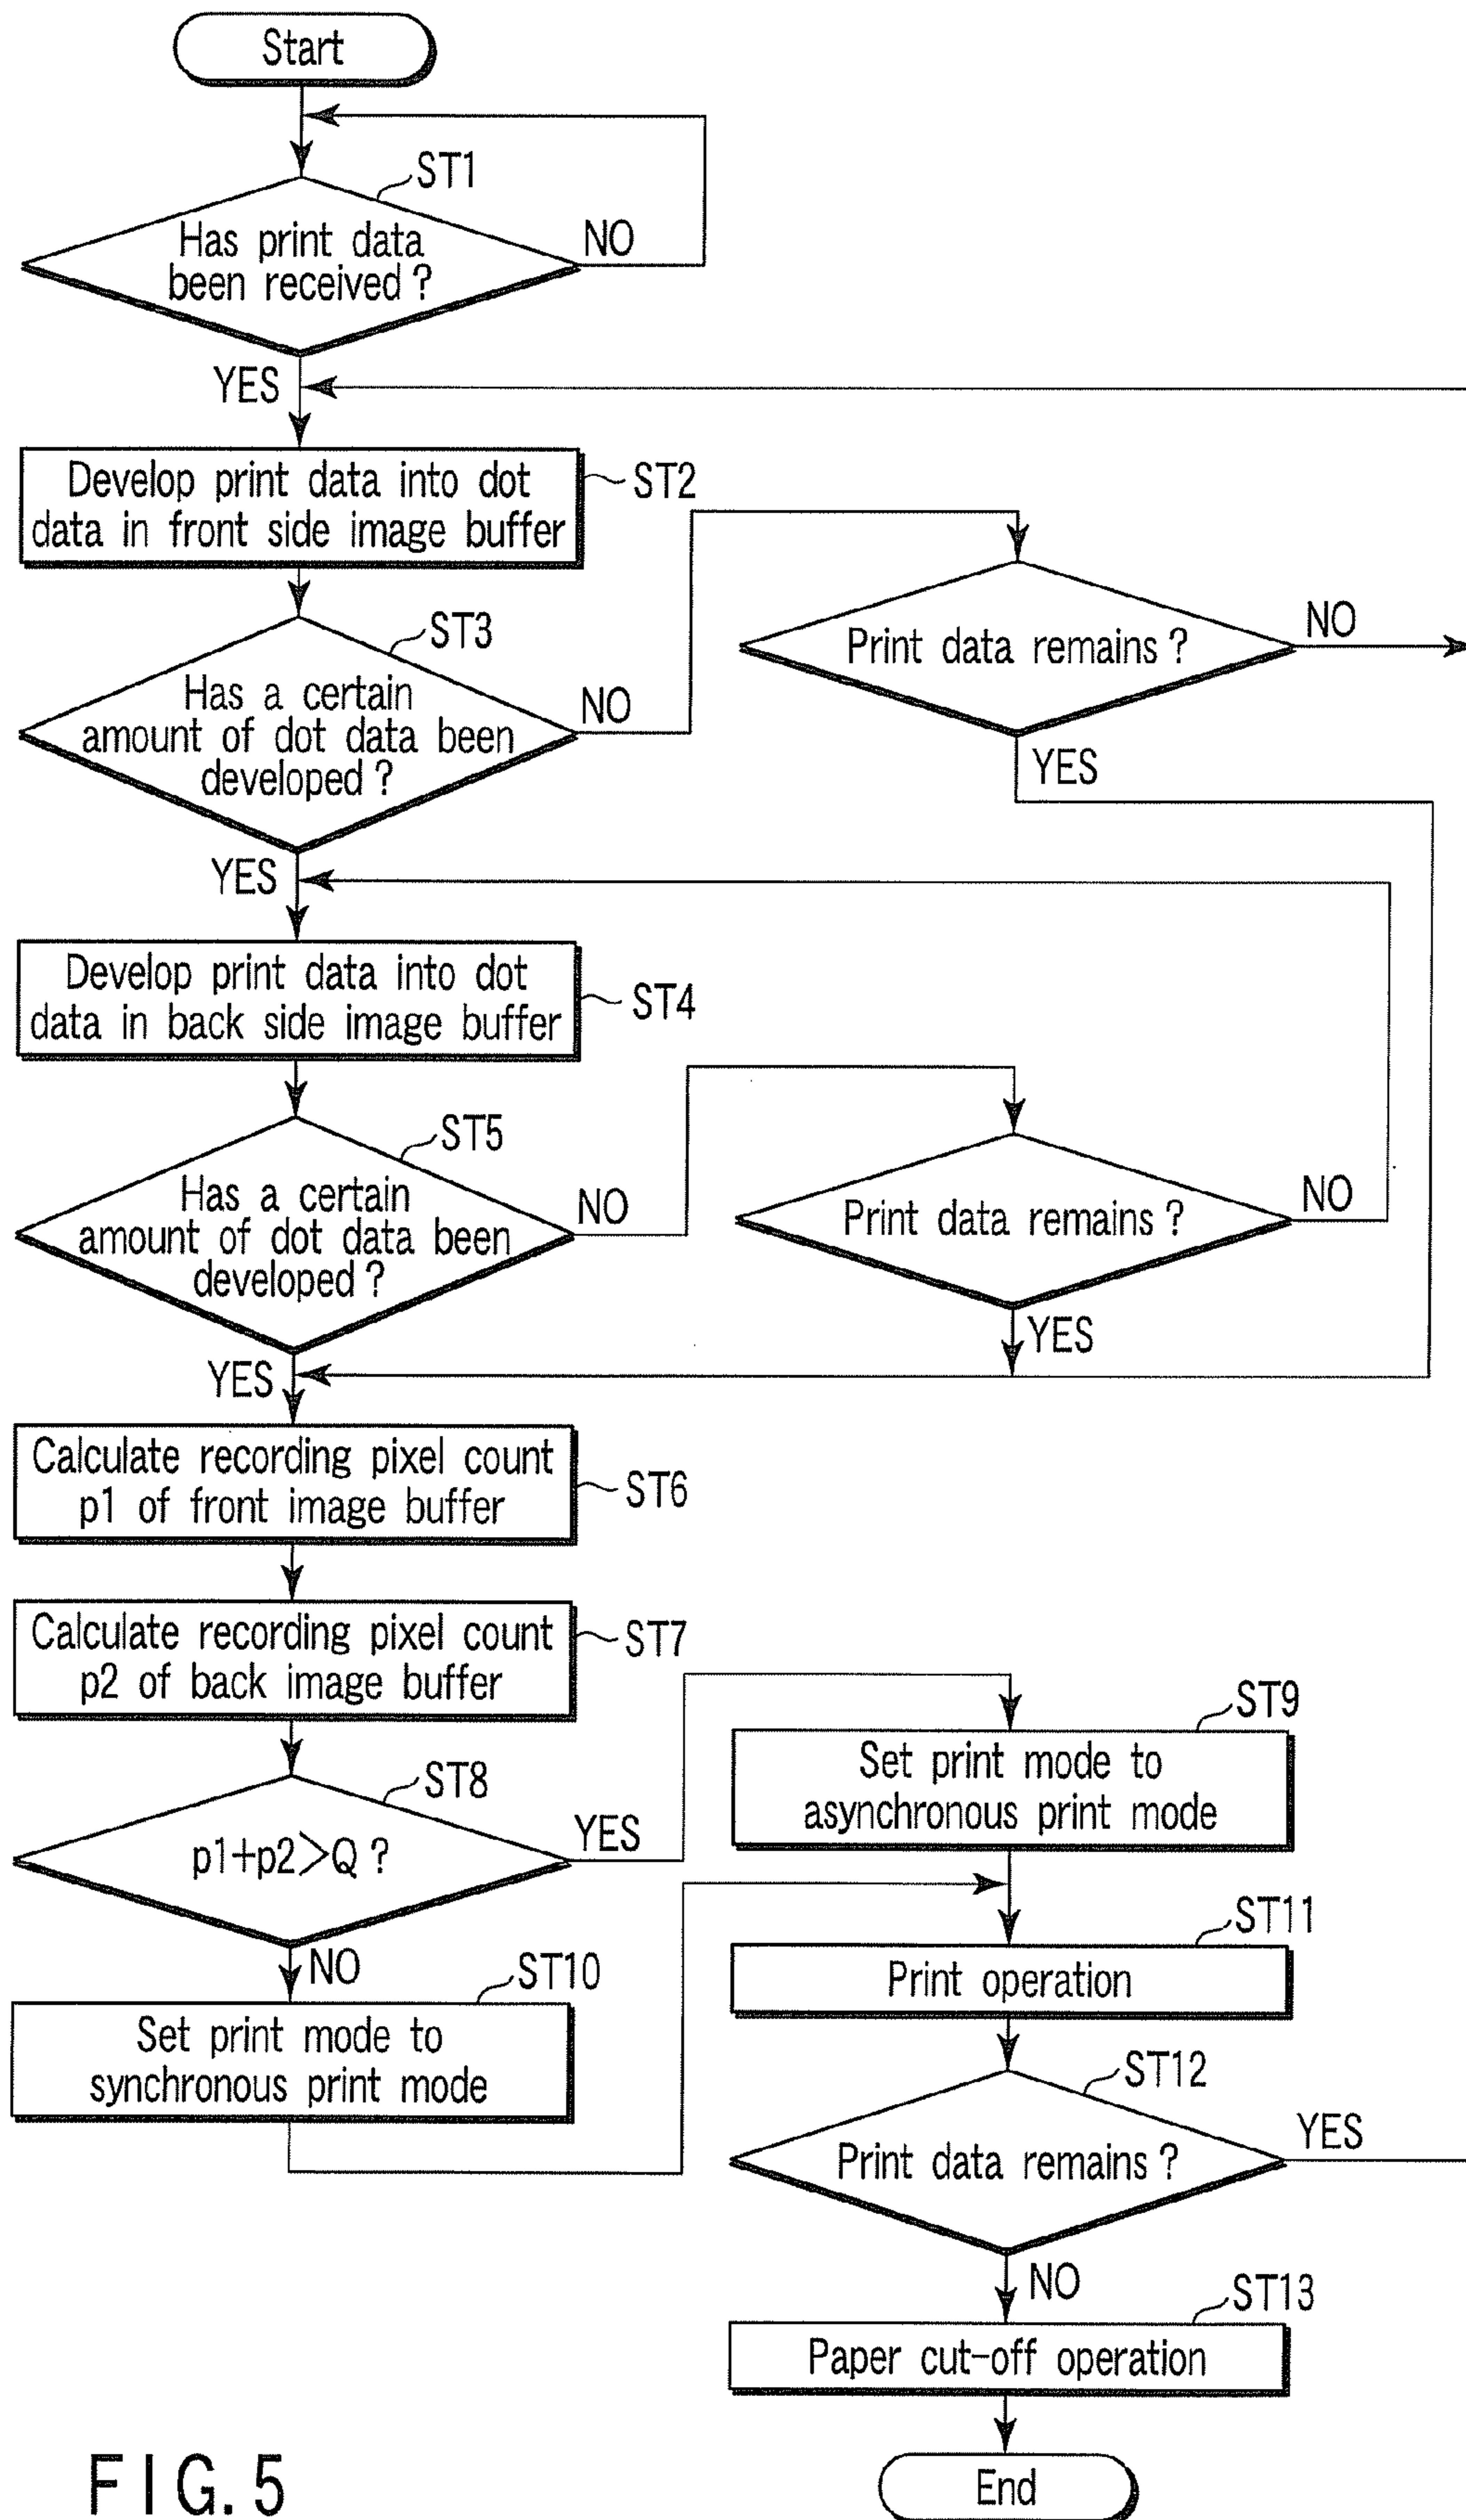 Start
ST1
Has print data
been received ?
NO
YES
Develop print data into dot
data in front side image buffer
ST2
ST3
Has a certain
amount of dot data been
developed ?
NO
Print data remains ?
NO
YES
YES
Develop print data into dot
data in back side image buffer
ST4
ST5
Has a certain
amount of dot data been
developed ?
NO
Print data remains ?
NO
YES
YES
Calculate recording pixel count
p1 of front image buffer
ST6
Calculate recording pixel count
p2 of back image buffer
ST7
ST8
p1+p2>Q ?
YES
NO
ST9
Set print mode to
asynchronous print mode
ST10
Set print mode to
synchronous print mode
ST11
Print operation
ST12
Print data remains ?
YES
NO
ST13
Paper cut-off operation
End
FIG. 5